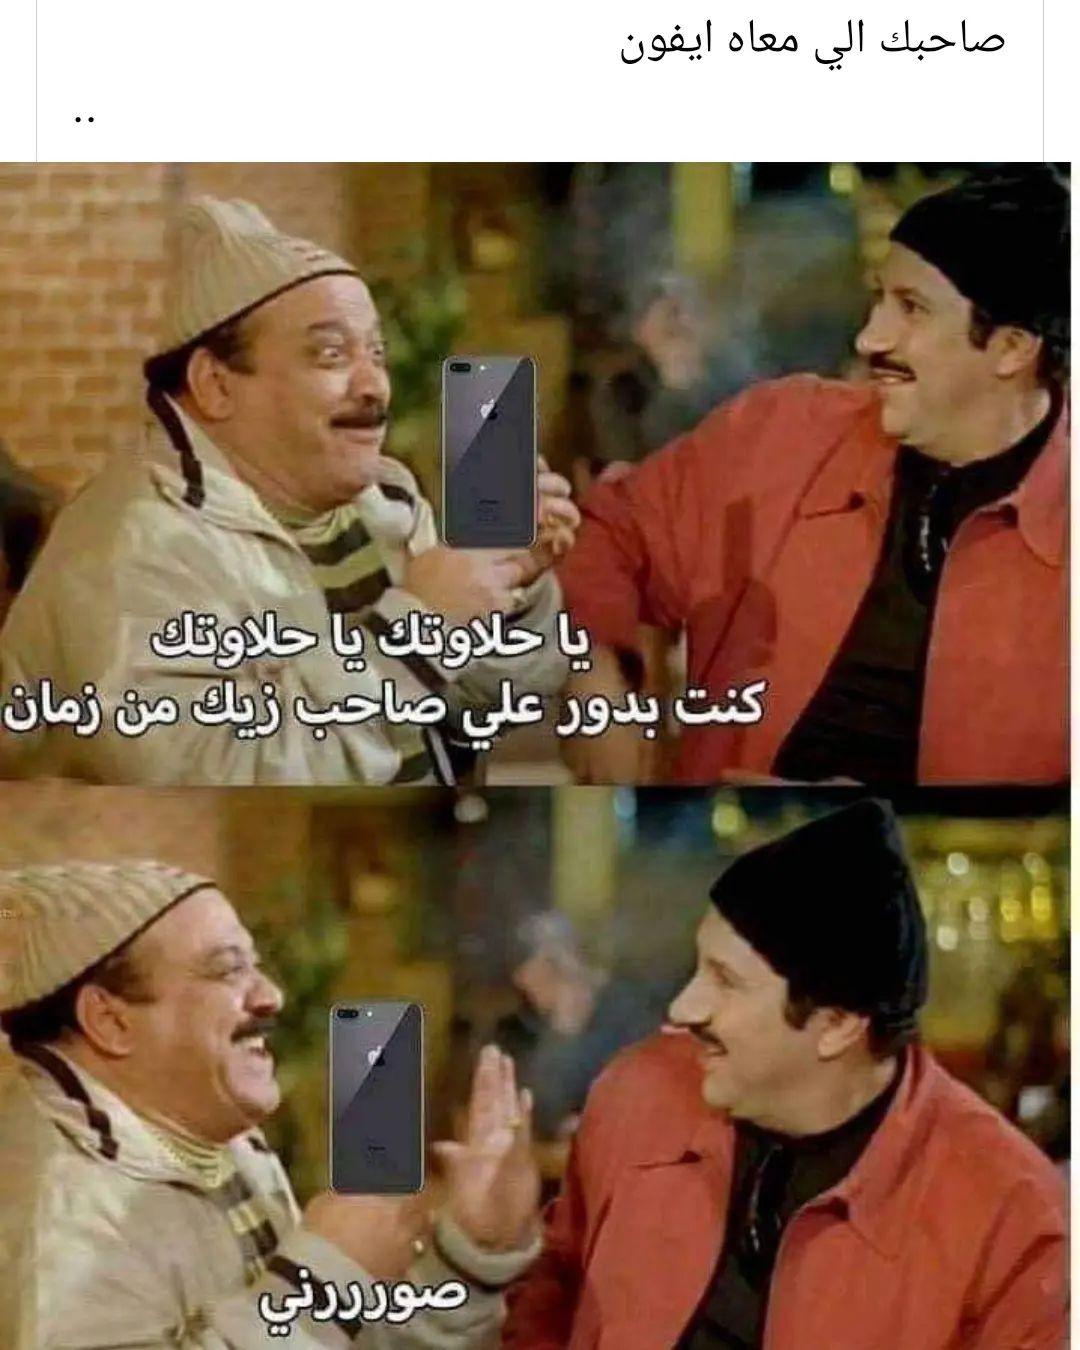 صاحبك الي معاه ايفون
..
يا حلاوتك يا حلاوتك
كنت بدور علي صاحب زيك من زمان
صورررني